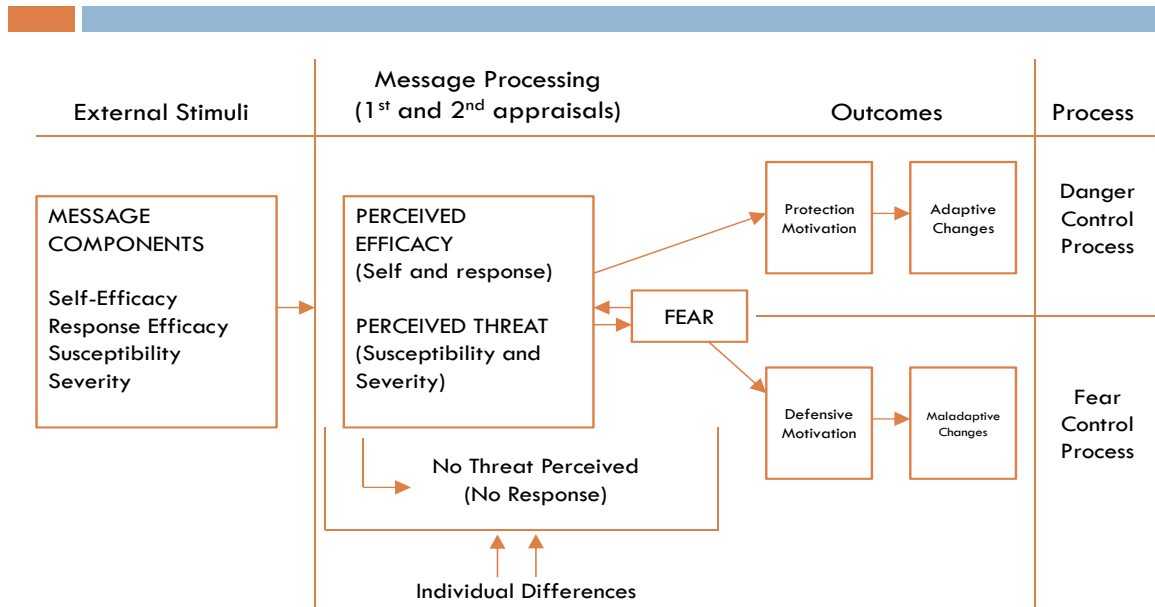 External Stimuli
Message Processing
(1st and 2nd appraisals)
Outcomes
Process
MESSAGE
COMPONENTS
Self-Efficacy
Response Efficacy
Susceptibility
Severity
PERCEIVED
EFFICACY
(Self and response)
PERCEIVED THREAT
(Susceptibility and
Severity)
FEAR
Protection
Motivation
Adaptive
Changes
Danger
Control
Process
Defensive
Motivation
Maladaptive
Changes
Fear
Control
Process
No Threat Perceived
(No Response)
Individual Differences